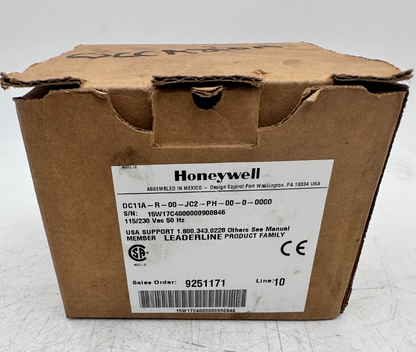 Honeywell
ASSEMBLED IN MEXICO - Design Control Fort Washington, PA 19034 USA
DC11A-R-00-JC2-PH-00-0-00C0
S/N: 15W17C4000000900846
115/230 Vac 50 Hz
USA SUPPORT 1.800.343.0228 Others See Manual
MEMBER LEADERLINE PRODUCT FAMILY
Sales Order: 9251171 Line: 10
15W17C4000000900846